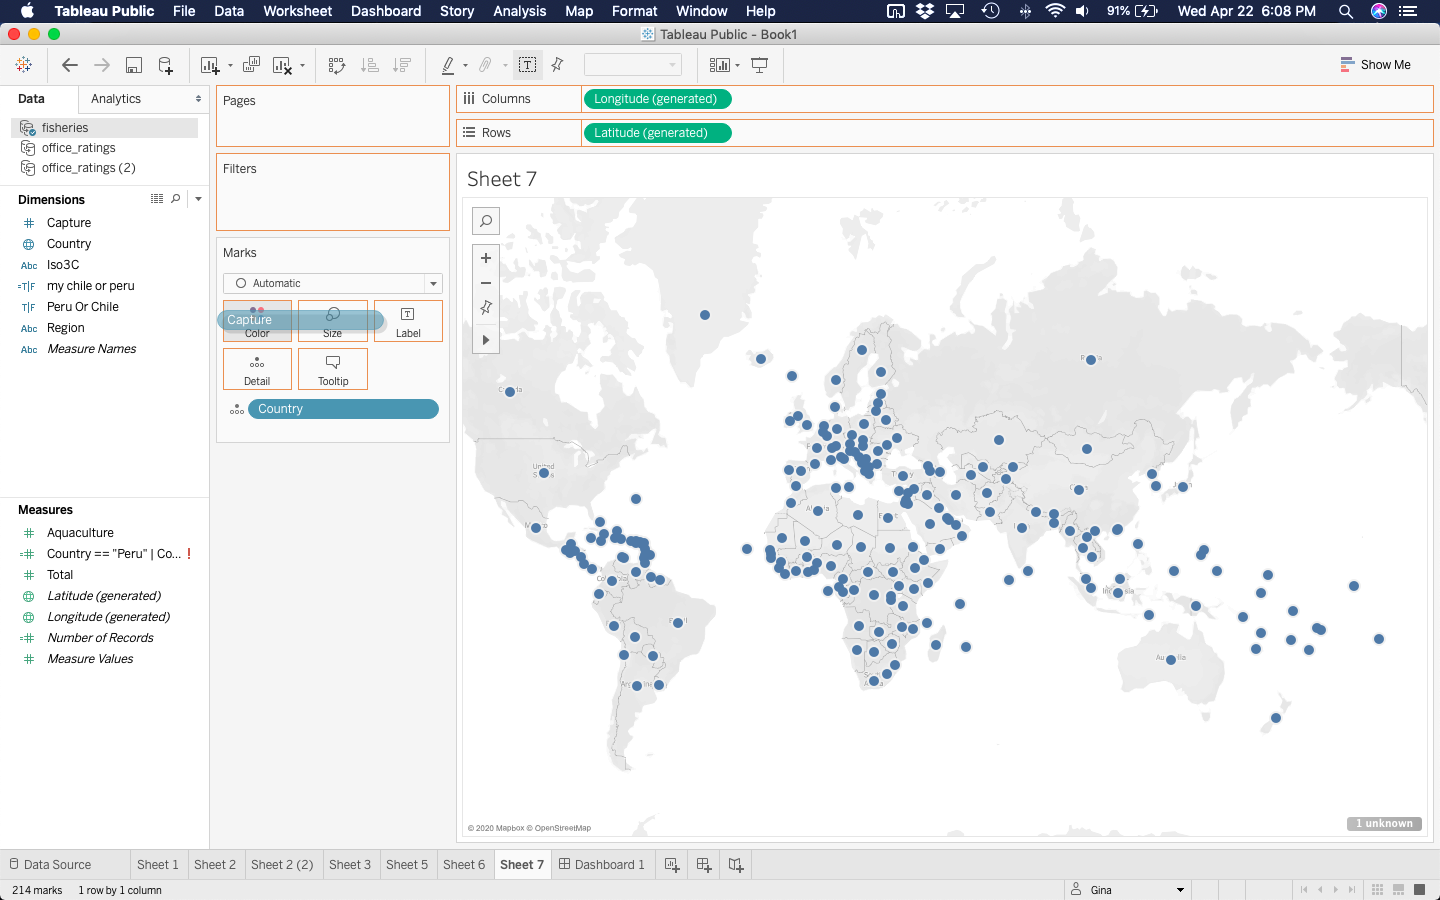 Tableau Public File Data Worksheet Dashboard Story Analysis Map Format Window Help 91% Wed Apr 22 6:08 PM
Tableau Public - Book1
Show Me
Data Analytics
fisheries
office_ratings
office_ratings (2)
Dimensions
Capture
Country
Abc Iso3C
=T|F my chile or peru
T|F Peru Or Chile
Abc Region
Abc Measure Names
Measures
Aquaculture
Country == "Peru" | Co... !
Total
Latitude (generated)
Longitude (generated)
Number of Records
Measure Values
Pages
Filters
Marks
Automatic
Capture
Color Size Label
Detail Tooltip
Country
Columns Longitude (generated)
Rows Latitude (generated)
Sheet 7
© 2020 Mapbox © OpenStreetMap
1 unknown
Data Source Sheet 1 Sheet 2 Sheet 2 (2) Sheet 3 Sheet 5 Sheet 6 Sheet 7 Dashboard 1
214 marks 1 row by 1 column Gina